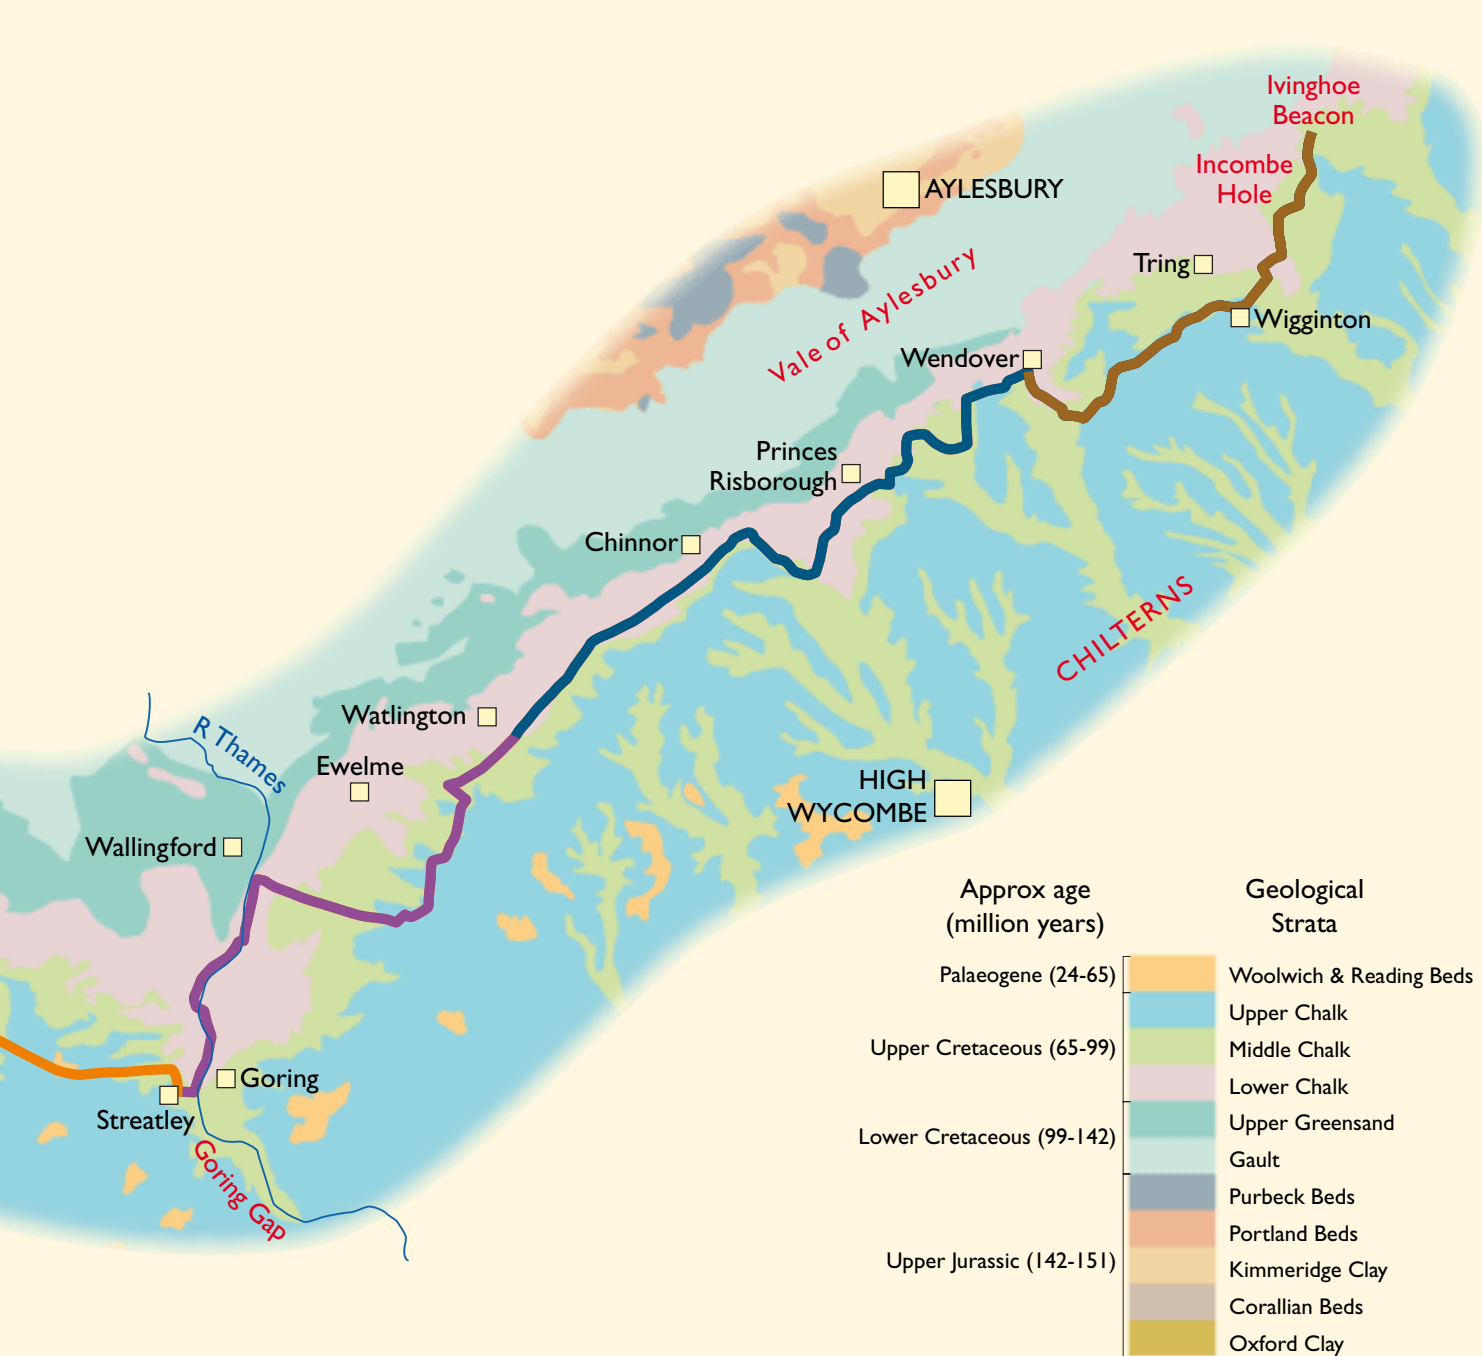 Ivinghoe
Beacon
Incombe
Hole
AYLESBURY
Tring
Vale of Aylesbury
Wigginton
Wendover
Princes
Risborough
Chinnor
CHILTERNS
Watlington
R Thames
Ewelme
HIGH
WYCOMBE
Wallingford
Goring
Streatley
Goring Gap
Approx age
(million years)
Geological
Strata
Palaeogene (24-65)
Woolwich & Reading Beds
Upper Chalk
Upper Cretaceous (65-99)
Middle Chalk
Lower Chalk
Upper Greensand
Lower Cretaceous (99-142)
Gault
Purbeck Beds
Portland Beds
Upper Jurassic (142-151)
Kimmeridge Clay
Corallian Beds
Oxford Clay